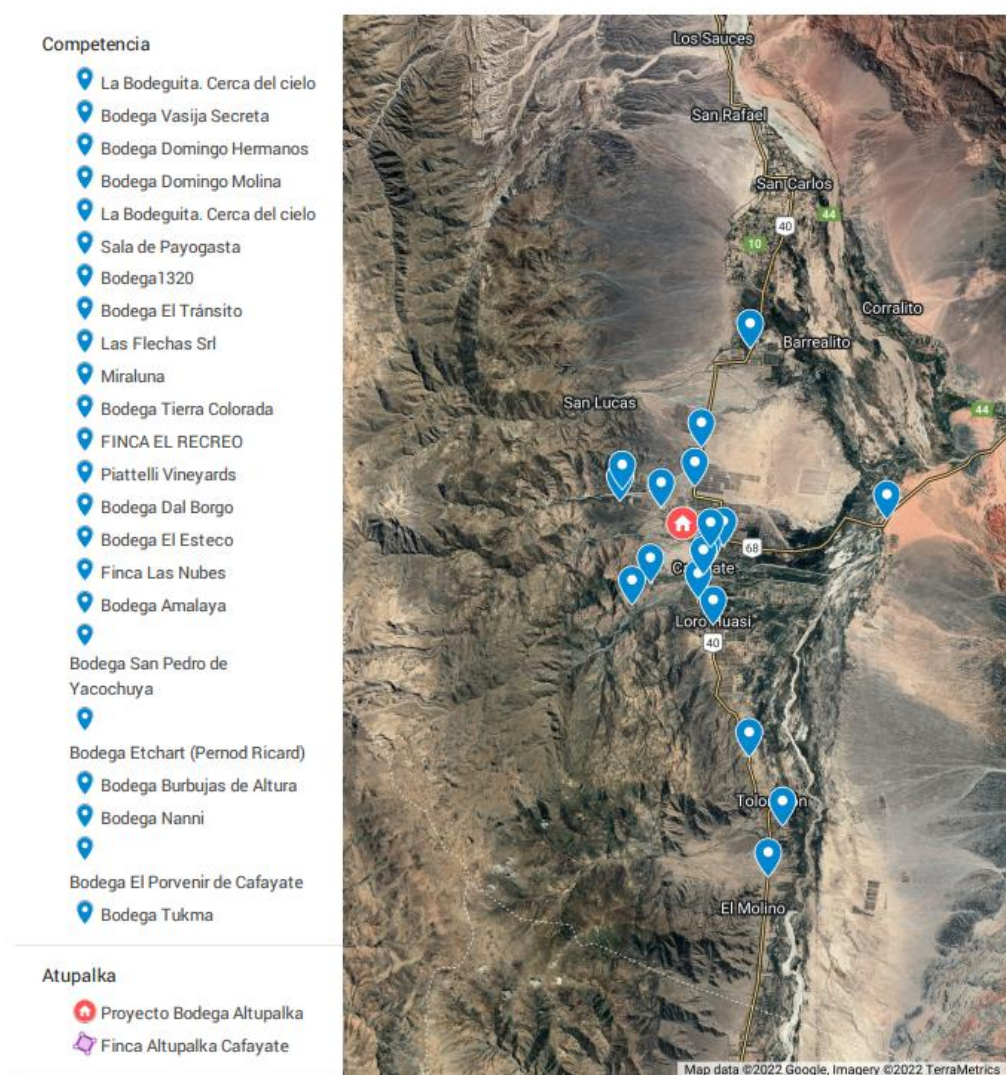 Competencia
La Bodeguita. Cerca del cielo
Bodega Vasija Secreta
Bodega Domingo Hermanos
Bodega Domingo Molina
La Bodeguita. Cerca del cielo
Sala de Payogasta
Bodega1320
Bodega El Tránsito
Las Flechas Srl
Miraluna
Bodega Tierra Colorada
FINCA EL RECREO
Piattelli Vineyards
Bodega Dal Borgo
Bodega El Esteco
Finca Las Nubes
Bodega Amalaya
Bodega San Pedro de
Yacochuya
Bodega Etchart (Pernod Ricard)
Bodega Burbujas de Altura
Bodega Nanni
Bodega El Porvenir de Cafayate
Bodega Tukma
Atupalka
Proyecto Bodega Altupalka
Finca Altupalka Cafayate
Los Sauces
San Rafael
San Carlos
44
40
10
Corralito
Barrealito
San Lucas
44
68
Loro Huasi
40
El Molino
Map data ©2022 Google, Imagery ©2022 TerraMetrics